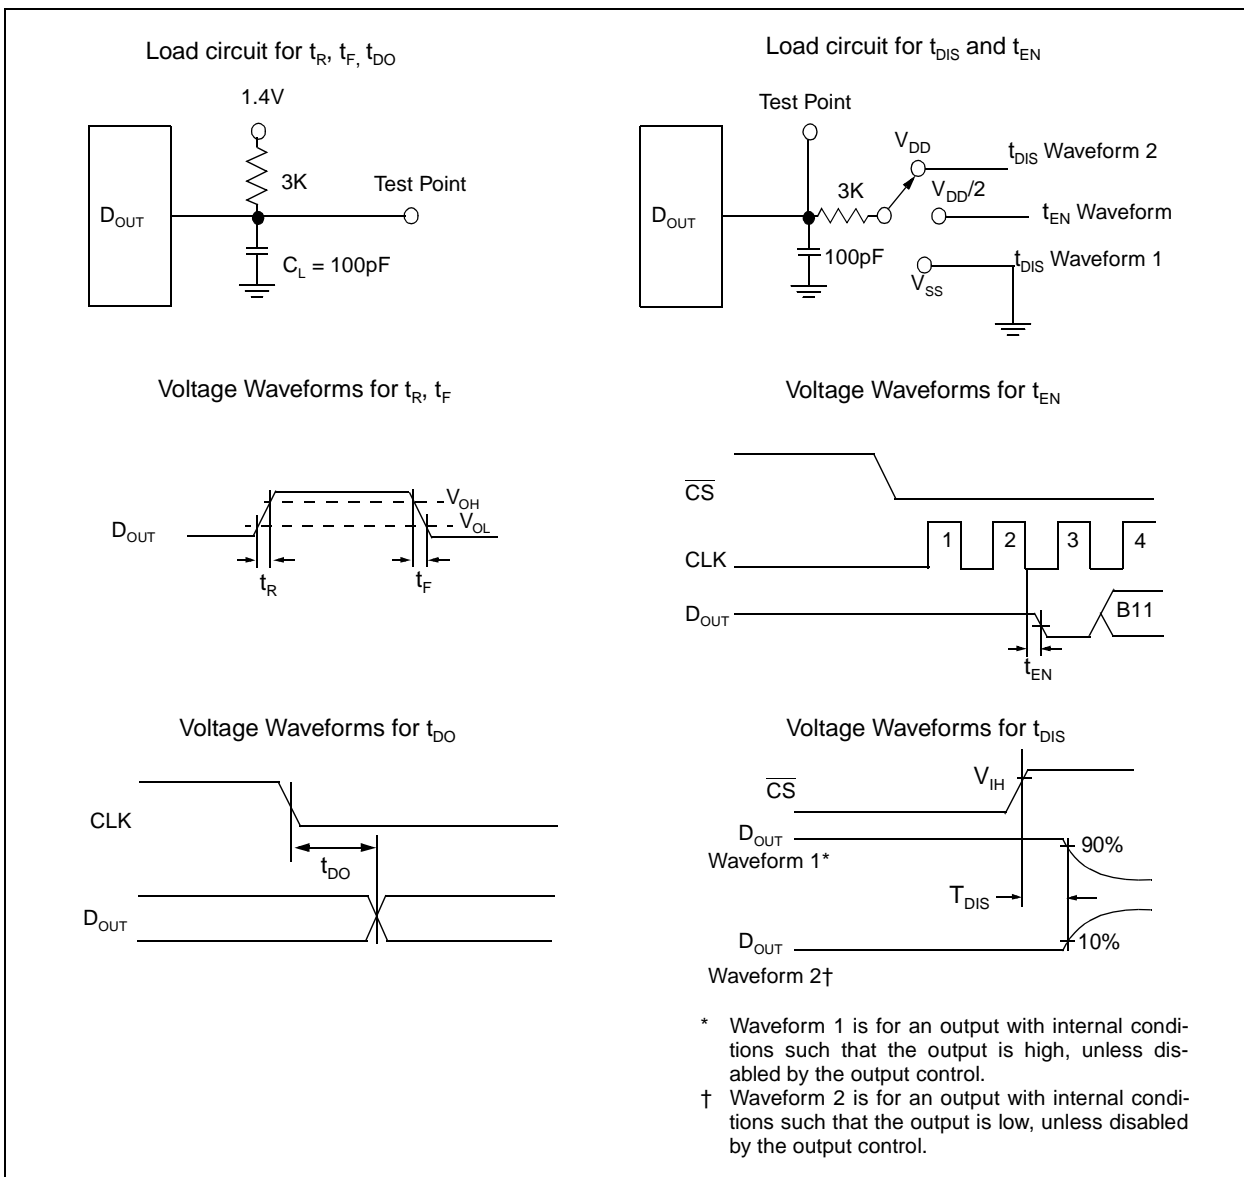 Load circuit for tR, tF, tDO
1.4V
3K
Test Point
DOUT
CL = 100pF
Load circuit for tDIS and tEN
Test Point
VDD
tDIS Waveform 2
3K
VDD/2
DOUT
tEN Waveform
100pF
tDIS Waveform 1
VSS
Voltage Waveforms for tR, tF
VOH
VOL
DOUT
tR
tF
Voltage Waveforms for tEN
CS
1 2 3 4
CLK
DOUT
B11
tEN
Voltage Waveforms for tDO
CLK
tDO
DOUT
Voltage Waveforms for tDIS
VIH
CS
DOUT
Waveform 1*
90%
TDIS
DOUT
10%
Waveform 2†
* Waveform 1 is for an output with internal condi-
tions such that the output is high, unless dis-
abled by the output control.
† Waveform 2 is for an output with internal condi-
tions such that the output is low, unless disabled
by the output control.